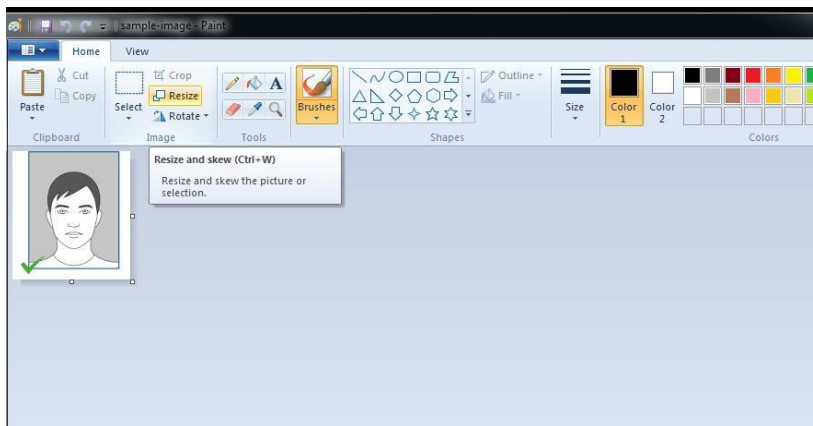 sample-image - Paint
Home View
Cut
Copy
Paste
Clipboard
Select
Crop
Resize
Rotate
Image
A
Tools
Brushes
Outline
Fill
Shapes
Size
Color 1
Color 2
Colors
Resize and skew (Ctrl+W)
Resize and skew the picture or
selection.